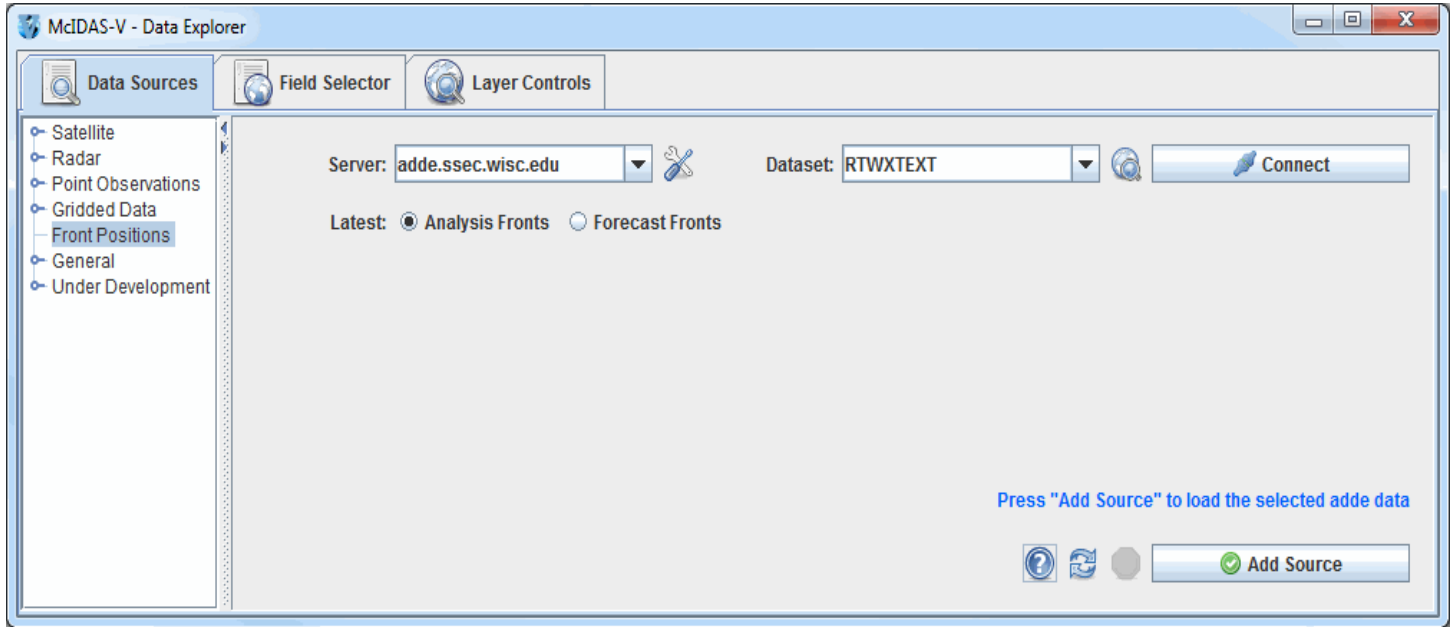 McIDAS-V - Data Explorer
Data Sources
Field Selector
Layer Controls
Satellite
Radar
Point Observations
Gridded Data
Front Positions
General
Under Development
Server: adde.ssec.wisc.edu Dataset: RTWXTEXT Connect
Latest: Analysis Fronts Forecast Fronts
Press "Add Source" to load the selected adde data
Add Source